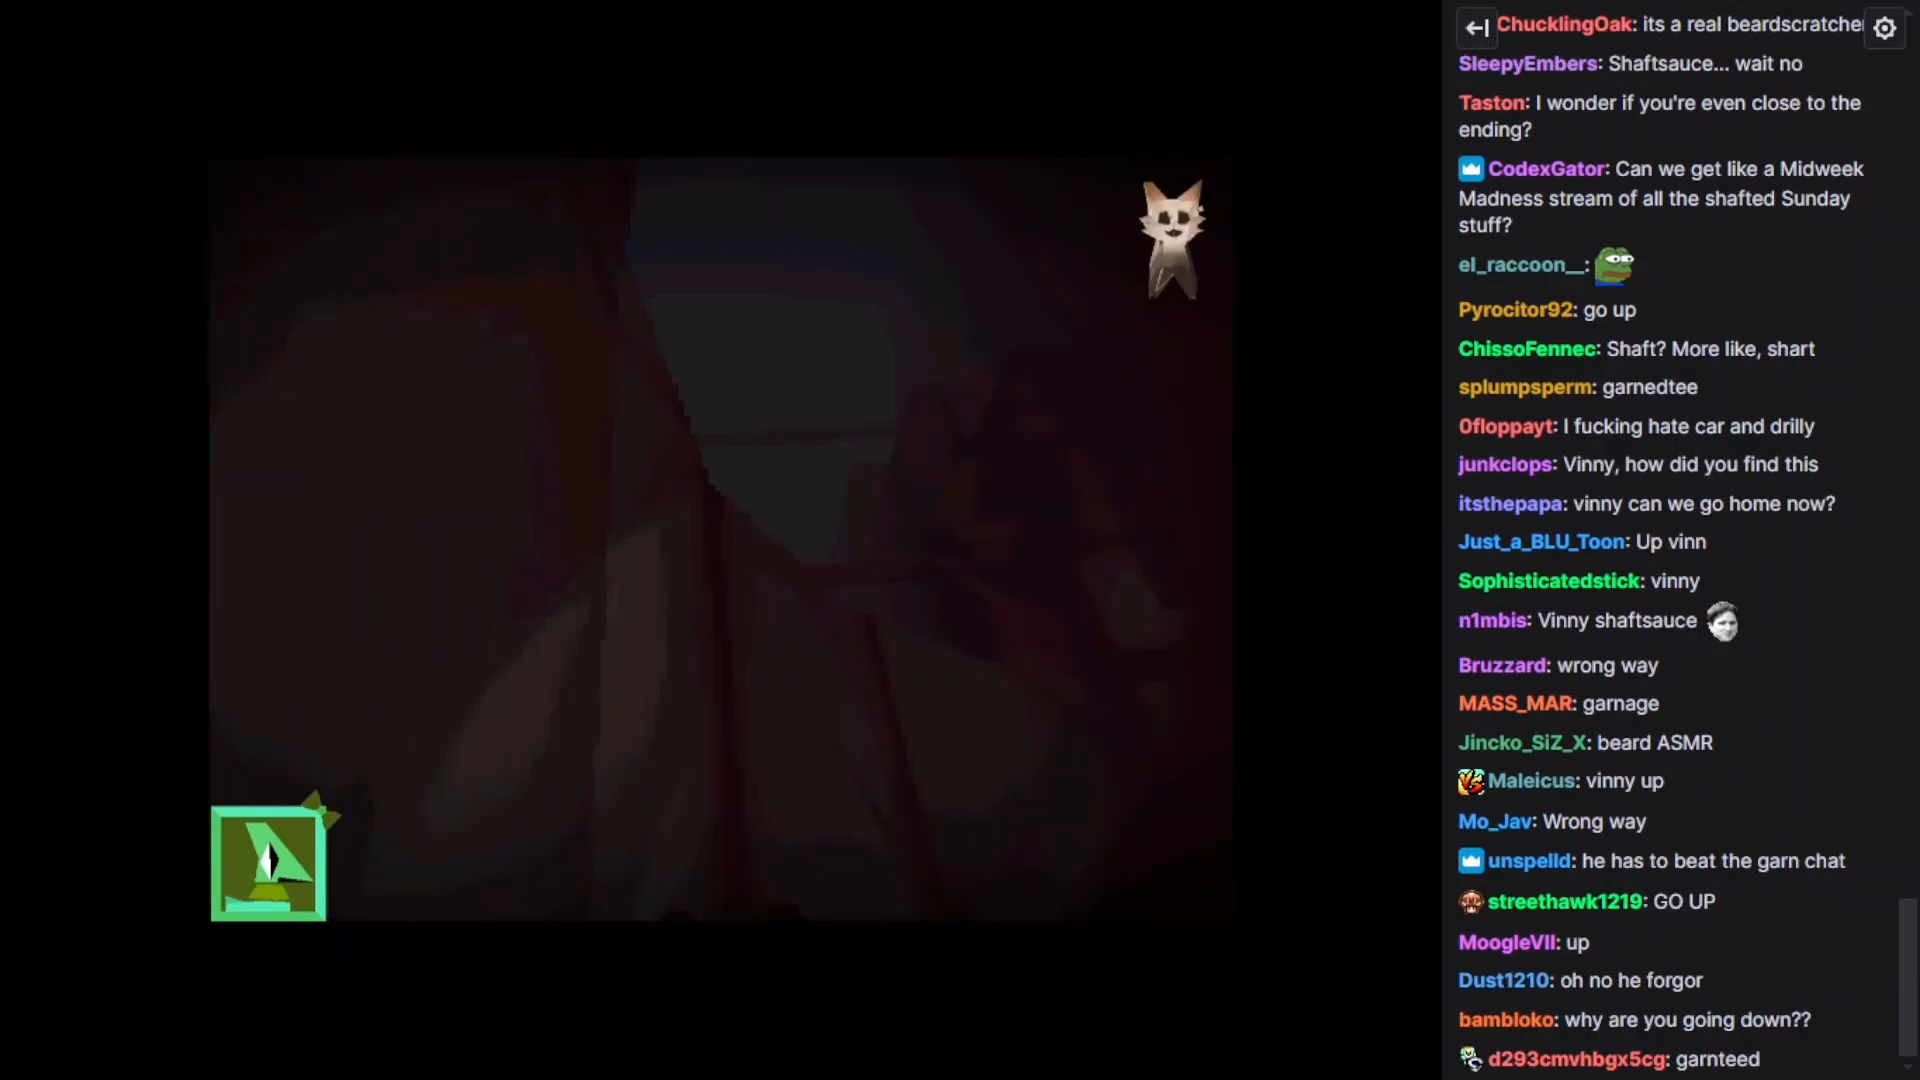 ChucklingOak: its a real beardscratcher
SleepyEmbers: Shaftsauce... wait no
Taston: I wonder if you're even close to the
ending?
CodexGator: Can we get like a Midweek
Madness stream of all the shafted Sunday
stuff?
el_raccoon__:
Pyrocitor92: go up
ChissoFennec: Shaft? More like, shart
splumpsperm: garnedtee
0floppayt: I fucking hate car and drilly
junkclops: Vinny, how did you find this
itsthepapa: vinny can we go home now?
Just_a_BLU_Toon: Up vinn
Sophisticatedstick: vinny
n1mbis: Vinny shaftsauce
Bruzzard: wrong way
MASS_MAR: garnage
Jincko_SiZ_X: beard ASMR
Maleicus: vinny up
Mo_Jav: Wrong way
unspelld: he has to beat the garn chat
streethawk1219: GO UP
MoogleVII: up
Dust1210: oh no he forgor
bambloko: why are you going down??
d293cmvhbgx5cg: garnteed